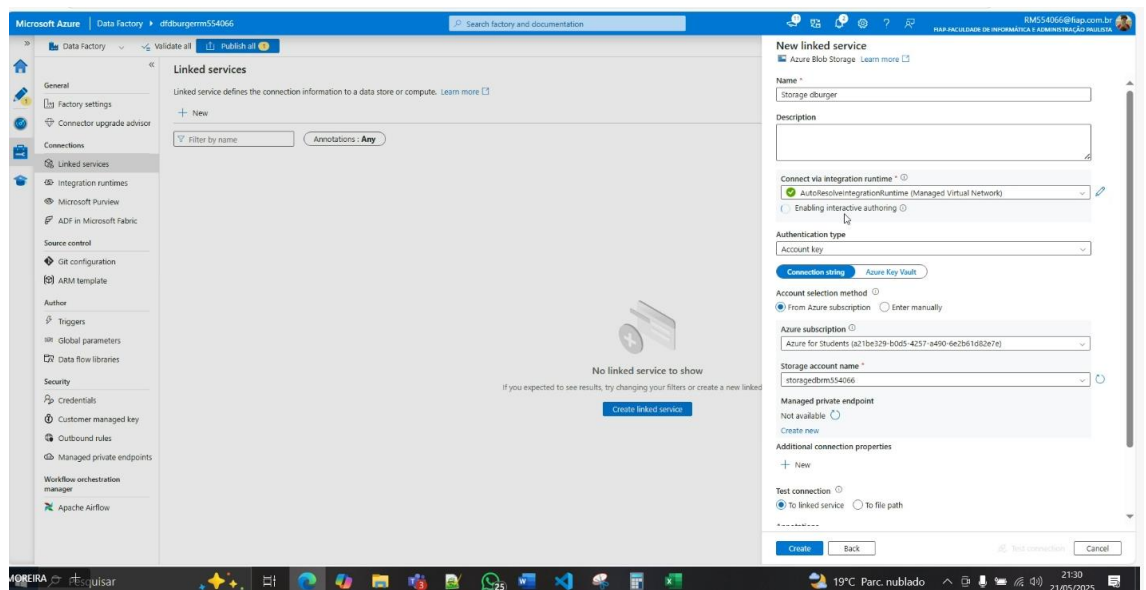 Microsoft Azure | Data Factory ▸ dfdburgerrm554066
Search factory and documentation
RM554066@fiap.com.br
FIAP-FACULDADE DE INFORMÁTICA E ADMINISTRAÇÃO PAULISTA
Data Factory
Validate all
Publish all 1
General
Factory settings
Connector upgrade advisor
Connections
Linked services
Integration runtimes
Microsoft Purview
ADF in Microsoft Fabric
Source control
Git configuration
ARM template
Author
Triggers
Global parameters
Data flow libraries
Security
Credentials
Customer managed key
Outbound rules
Managed private endpoints
Workflow orchestration
manager
Apache Airflow
Linked services
Linked service defines the connection information to a data store or compute. Learn more
+ New
Filter by name
Annotations : Any
No linked service to show
If you expected to see results, try changing your filters or create a new linked
Create linked service
New linked service
Azure Blob Storage Learn more
Name *
Storage dburger
Description
Connect via integration runtime *
AutoResolveIntegrationRuntime (Managed Virtual Network)
Enabling interactive authoring
Authentication type
Account key
Connection string
Azure Key Vault
Account selection method
From Azure subscription
Enter manually
Azure subscription
Azure for Students (a21be329-b0d5-4257-a490-6e2b61d82e7e)
Storage account name *
storagedbrm554066
Managed private endpoint
Not available
Create new
Additional connection properties
+ New
Test connection
To linked service
To file path
Annotations
Create
Back
Test connection
Cancel
MOREIRA
25
19°C Parc. nublado
21:30
21/05/2025